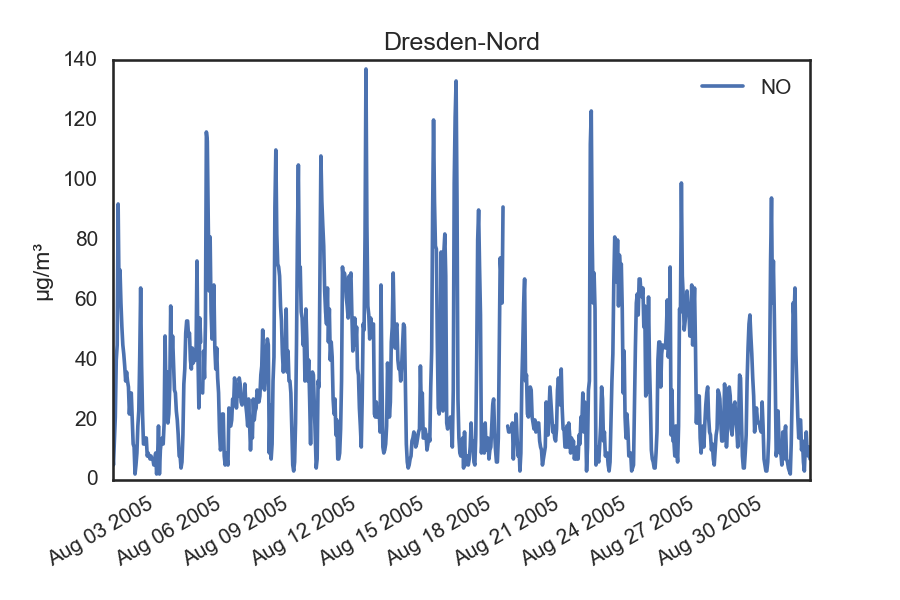 Dresden-Nord
NO
µg/m³
140
120
100
80
60
40
20
0
Aug 03 2005
Aug 06 2005
Aug 09 2005
Aug 12 2005
Aug 15 2005
Aug 18 2005
Aug 21 2005
Aug 24 2005
Aug 27 2005
Aug 30 2005